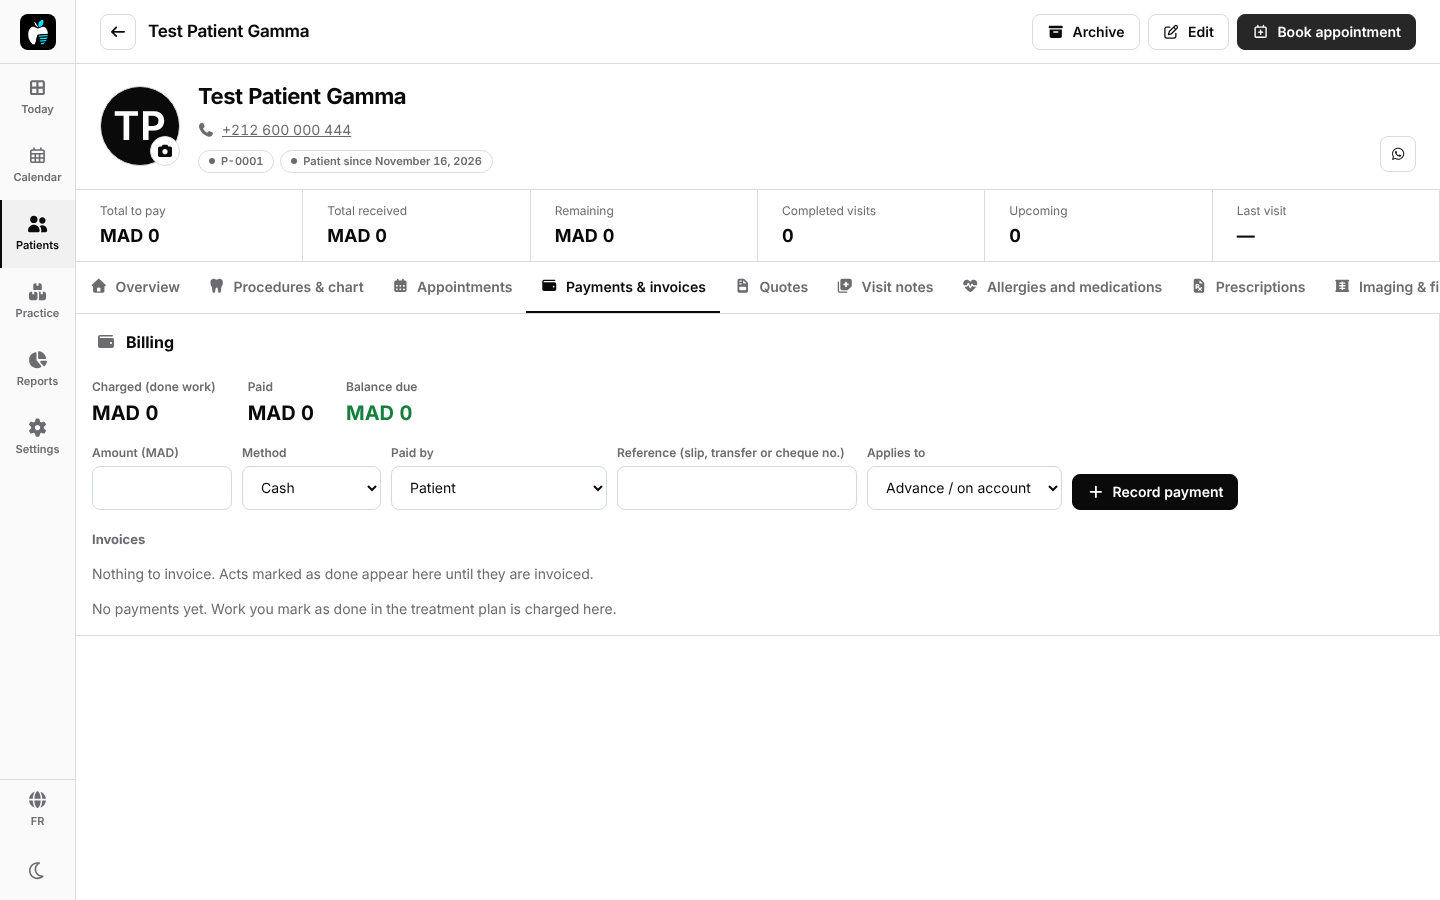 Test Patient Gamma
Archive
Edit
Book appointment
Today
Calendar
Patients
Practice
Reports
Settings
FR
TP
Test Patient Gamma
+212 600 000 444
P-0001
Patient since November 16, 2026
Total to pay
MAD 0
Total received
MAD 0
Remaining
MAD 0
Completed visits
0
Upcoming
0
Last visit
—
Overview
Procedures & chart
Appointments
Payments & invoices
Quotes
Visit notes
Allergies and medications
Prescriptions
Imaging & fi
Billing
Charged (done work)
MAD 0
Paid
MAD 0
Balance due
MAD 0
Amount (MAD)
Method
Cash
Paid by
Patient
Reference (slip, transfer or cheque no.)
Applies to
Advance / on account
Record payment
Invoices
Nothing to invoice. Acts marked as done appear here until they are invoiced.
No payments yet. Work you mark as done in the treatment plan is charged here.